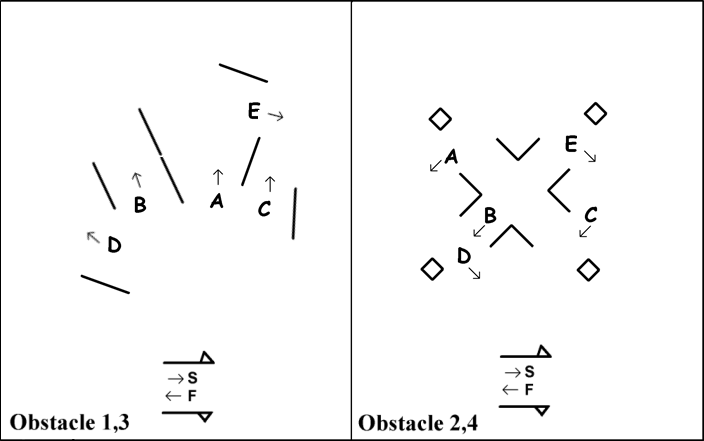 E →
B
A
C
D
→ S
← F
Obstacle 1,3
A
E
B
C
D
→ S
← F
Obstacle 2,4